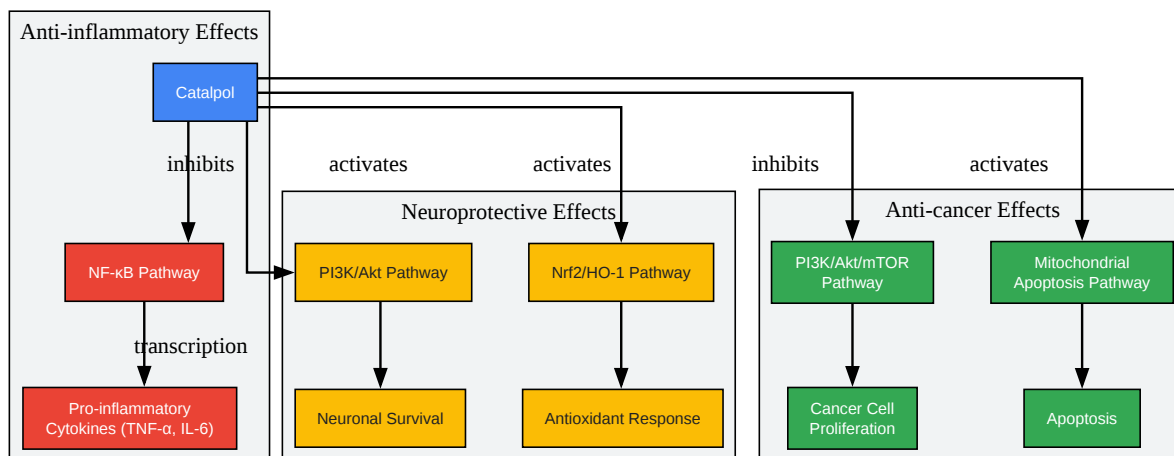 Anti-inflammatory Effects
Catalpol
inhibits
activates
activates
inhibits
activates
Neuroprotective Effects
Anti-cancer Effects
NF-κB Pathway
PI3K/Akt Pathway
Nrf2/HO-1 Pathway
PI3K/Akt/mTOR
Pathway
Mitochondrial
Apoptosis Pathway
transcription
Pro-inflammatory
Cytokines (TNF-α, IL-6)
Neuronal Survival
Antioxidant Response
Cancer Cell
Proliferation
Apoptosis